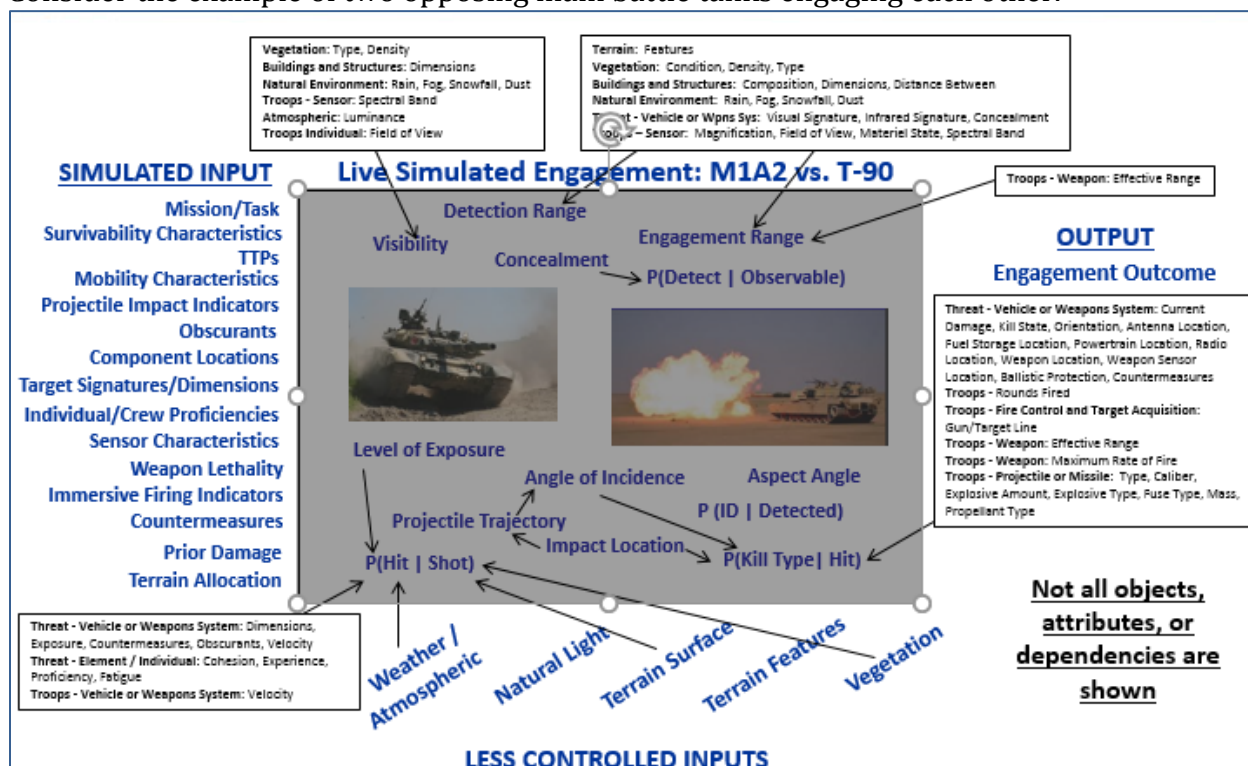 Consider the example of two opposing main battle tanks engaging each other.
Vegetation: Type, Density
Buildings and Structures: Dimensions
Natural Environment: Rain, Fog, Snowfall, Dust
Troops - Sensor: Spectral Band
Atmospheric: Luminance
Troops Individual: Field of View
Terrain: Features
Vegetation: Condition, Density, Type
Buildings and Structures: Composition, Dimensions, Distance Between
Natural Environment: Rain, Fog, Snowfall, Dust
Threat - Vehicle or Wpns Sys: Visual Signature, Infrared Signature, Concealment
Troops – Sensor: Magnification, Field of View, Materiel State, Spectral Band
Troops - Weapon: Effective Range
SIMULATED INPUT
Mission/Task
Survivability Characteristics
TTPs
Mobility Characteristics
Projectile Impact Indicators
Obscurants
Component Locations
Target Signatures/Dimensions
Individual/Crew Proficiencies
Sensor Characteristics
Weapon Lethality
Immersive Firing Indicators
Countermeasures
Prior Damage
Terrain Allocation
Live Simulated Engagement: M1A2 vs. T-90
Detection Range
Visibility
Engagement Range
Concealment
P(Detect | Observable)
Level of Exposure
Angle of Incidence
Aspect Angle
P (ID | Detected)
Projectile Trajectory
Impact Location
P(Hit | Shot)
P(Kill Type| Hit)
OUTPUT
Engagement Outcome
Threat - Vehicle or Weapons System: Current
Damage, Kill State, Orientation, Antenna Location,
Fuel Storage Location, Powertrain Location, Radio
Location, Weapon Location, Weapon Sensor
Location, Ballistic Protection, Countermeasures
Troops - Rounds Fired
Troops - Fire Control and Target Acquisition:
Gun/Target Line
Troops - Weapon: Effective Range
Troops - Weapon: Maximum Rate of Fire
Troops - Projectile or Missile: Type, Caliber,
Explosive Amount, Explosive Type, Fuse Type, Mass,
Propellant Type
Not all objects,
attributes, or
dependencies are
shown
Threat - Vehicle or Weapons System: Dimensions,
Exposure, Countermeasures, Obscurants, Velocity
Threat - Element / Individual: Cohesion, Experience,
Proficiency, Fatigue
Troops - Vehicle or Weapons System: Velocity
Weather /
Atmospheric
Natural Light
Terrain Surface
Terrain Features
Vegetation
LESS CONTROLLED INPUTS